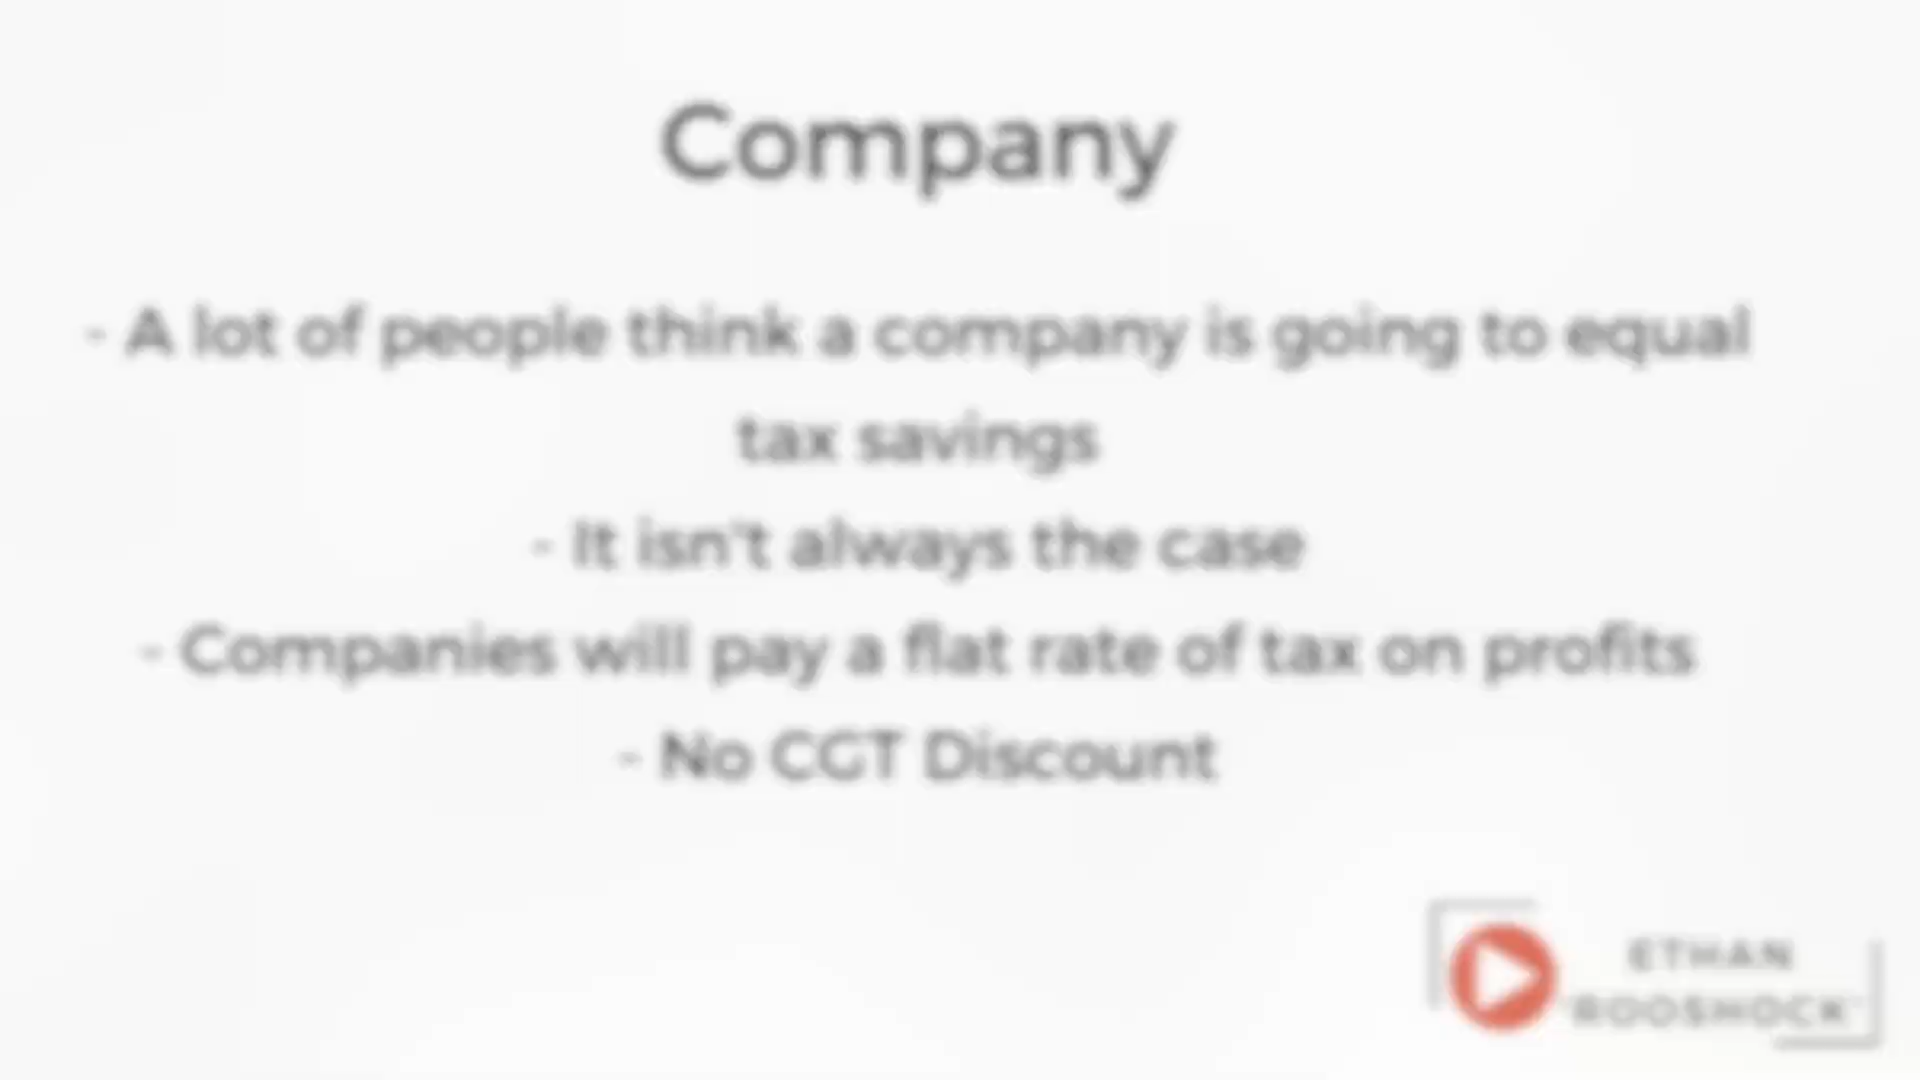 Company
- A lot of people think a company is going to equal
tax savings
- It isn't always the case
- Companies will pay a flat rate of tax on profits
- No CGT Discount
ETHAN
"ROOSHOCK"